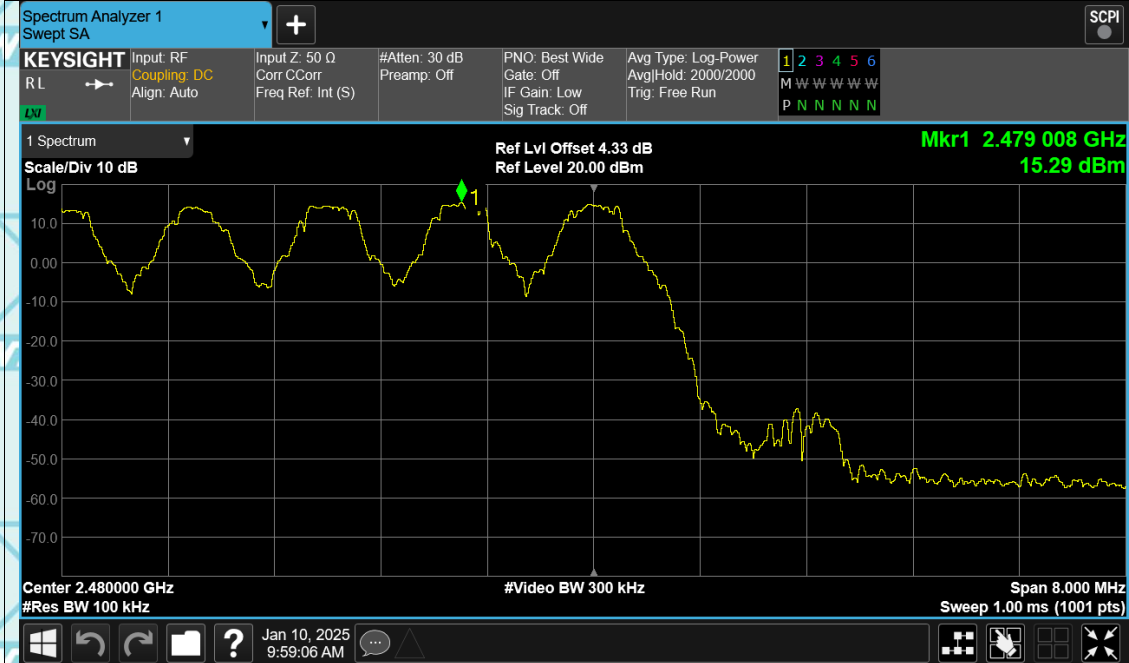 Spectrum Analyzer 1
Swept SA
+
SCPI
KEYSIGHT
RL
LXI
Input: RF
Coupling: DC
Align: Auto
Input Z: 50 Ω
Corr CCorr
Freq Ref: Int (S)
#Atten: 30 dB
Preamp: Off
PNO: Best Wide
Gate: Off
IF Gain: Low
Sig Track: Off
Avg Type: Log-Power
Avg|Hold: 2000/2000
Trig: Free Run
1 2 3 4 5 6
M W W W W W
P N N N N N
1 Spectrum
Scale/Div 10 dB
Log
Ref Lvl Offset 4.33 dB
Ref Level 20.00 dBm
Mkr1 2.479 008 GHz
15.29 dBm
1
10.0
0.00
-10.0
-20.0
-30.0
-40.0
-50.0
-60.0
-70.0
Center 2.480000 GHz
#Res BW 100 kHz
#Video BW 300 kHz
Span 8.000 MHz
Sweep 1.00 ms (1001 pts)
?
Jan 10, 2025
9:59:06 AM